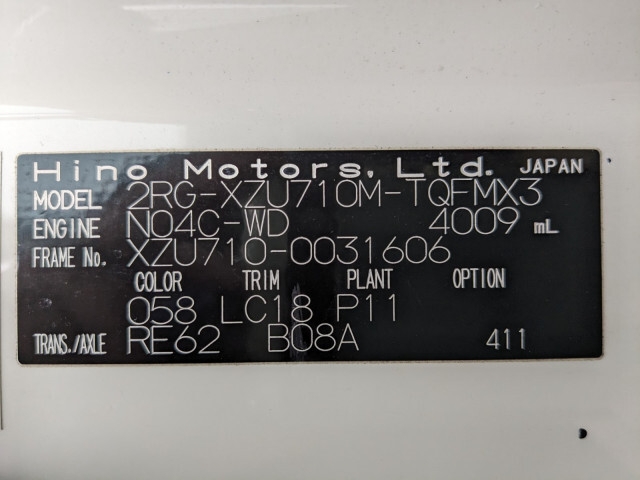 Hino Motors, Ltd. JAPAN
MODEL 2RG-XZU710M-TQFMX3
ENGINE N04C-WD 4009 mL
FRAME No. XZU710-0031606
COLOR TRIM PLANT OPTION
058 LC18 P11
TRANS./AXLE RE62 B08A 411